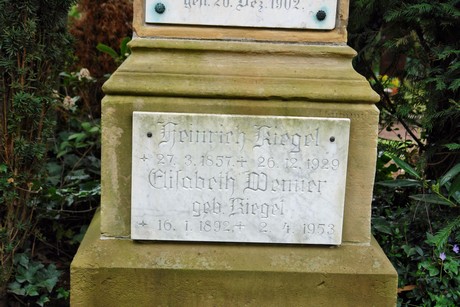 gest. 20. Dez. 1902.
Heinrich Riegel
+ 27. 3. 1857. + 26. 12. 1929
Elisabeth Wenner
geb. Riegel
+ 16. 1. 1892. + 2. 4. 1953